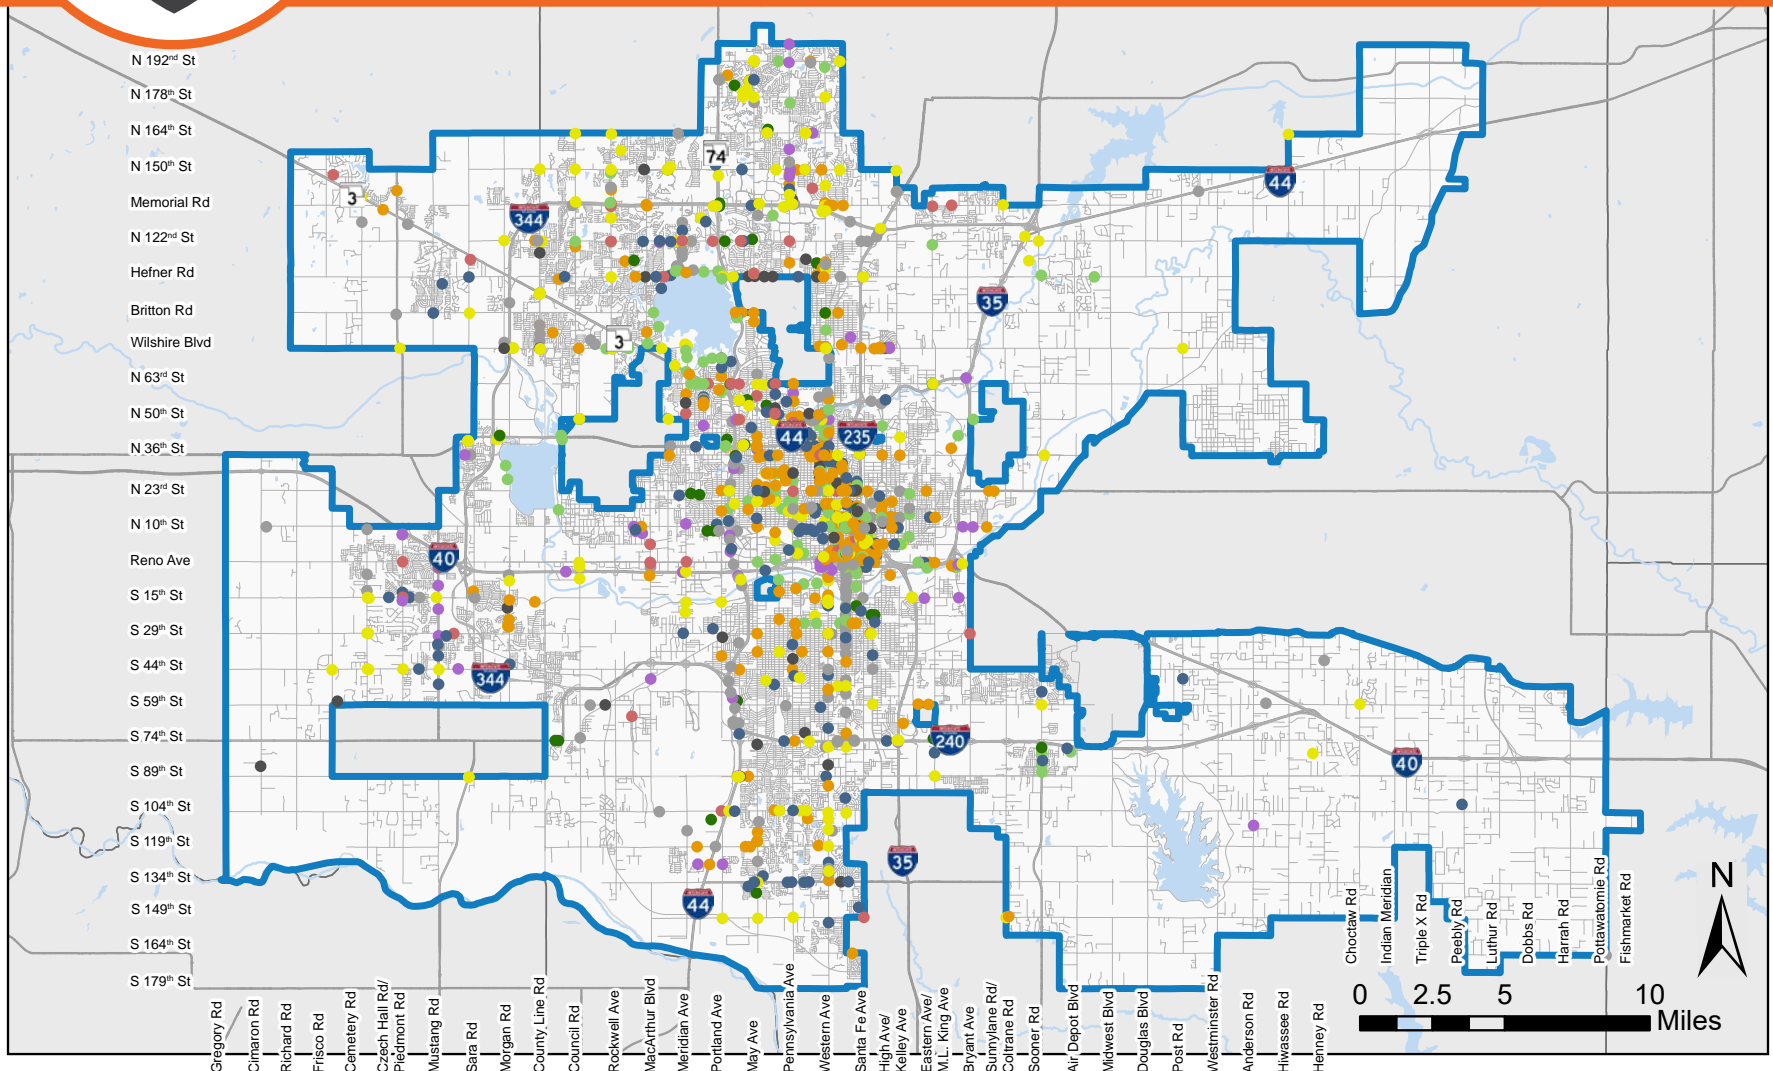 N 192nd St
N 178th St
N 164th St
N 150th St
Memorial Rd
N 122nd St
Hefner Rd
Britton Rd
Wilshire Blvd
N 63rd St
N 50th St
N 36th St
N 23rd St
N 10th St
Reno Ave
S 15th St
S 29th St
S 44th St
S 59th St
S 74th St
S 89th St
S 104th St
S 119th St
S 134th St
S 149th St
S 164th St
S 179th St
74
3
344
44
35
3
44
235
40
344
240
40
35
44
N
Choctaw Rd
Indian Meridian
Triple X Rd
Peebly Rd
Luthur Rd
Dobbs Rd
Harrah Rd
Pottawatomie Rd
Fishmarket Rd
0 2.5 5 10
Miles
Gregory Rd
Cimarron Rd
Richard Rd
Frisco Rd
Cemetery Rd
Czech Hall Rd/
Piedmont Rd
Mustang Rd
Sara Rd
Morgan Rd
County Line Rd
Council Rd
Rockwell Ave
MacArthur Blvd
Meridian Ave
Portland Ave
May Ave
Pennsylvania Ave
Western Ave
Santa Fe Ave
High Ave/
Kelley Ave
Eastern Ave/
M.L. King Ave
Bryant Ave
Sunnylane Rd/
Coltrane Rd
Sooner Rd
Air Depot Blvd
Midwest Blvd
Douglas Blvd
Post Rd
Westminster Rd
Anderson Rd
Hiwassee Rd
Henney Rd